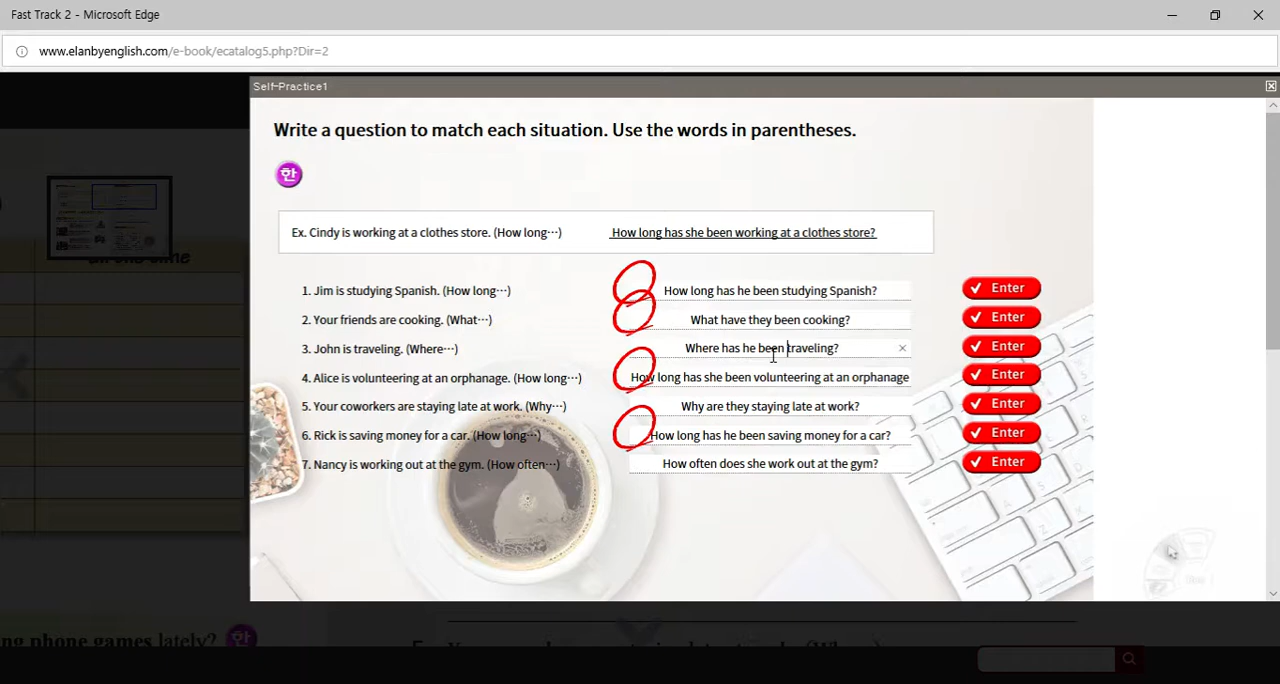 Fast Track 2 - Microsoft Edge
www.elanbyenglish.com/e-book/ecatalog5.php?Dir=2
Self-Practice1
Write a question to match each situation. Use the words in parentheses.
한
Ex. Cindy is working at a clothes store. (How long···) How long has she been working at a clothes store?
1. Jim is studying Spanish. (How long···) How long has he been studying Spanish? Enter
2. Your friends are cooking. (What···) What have they been cooking? Enter
3. John is traveling. (Where···) Where has he been traveling? Enter
4. Alice is volunteering at an orphanage. (How long···) How long has she been volunteering at an orphanage Enter
5. Your coworkers are staying late at work. (Why···) Why are they staying late at work? Enter
6. Rick is saving money for a car. (How long···) How long has he been saving money for a car? Enter
7. Nancy is working out at the gym. (How often···) How often does she work out at the gym? Enter
all the time
ng phone games lately? 한